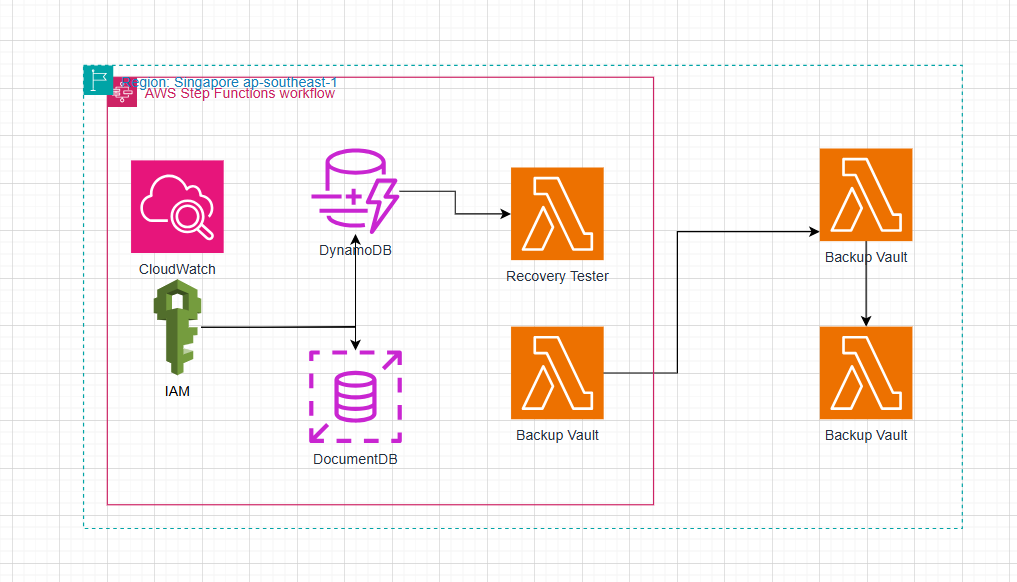 Region: Singapore ap-southeast-1
AWS Step Functions workflow
CloudWatch
DynamoDB
Recovery Tester
Backup Vault
IAM
DocumentDB
Backup Vault
Backup Vault